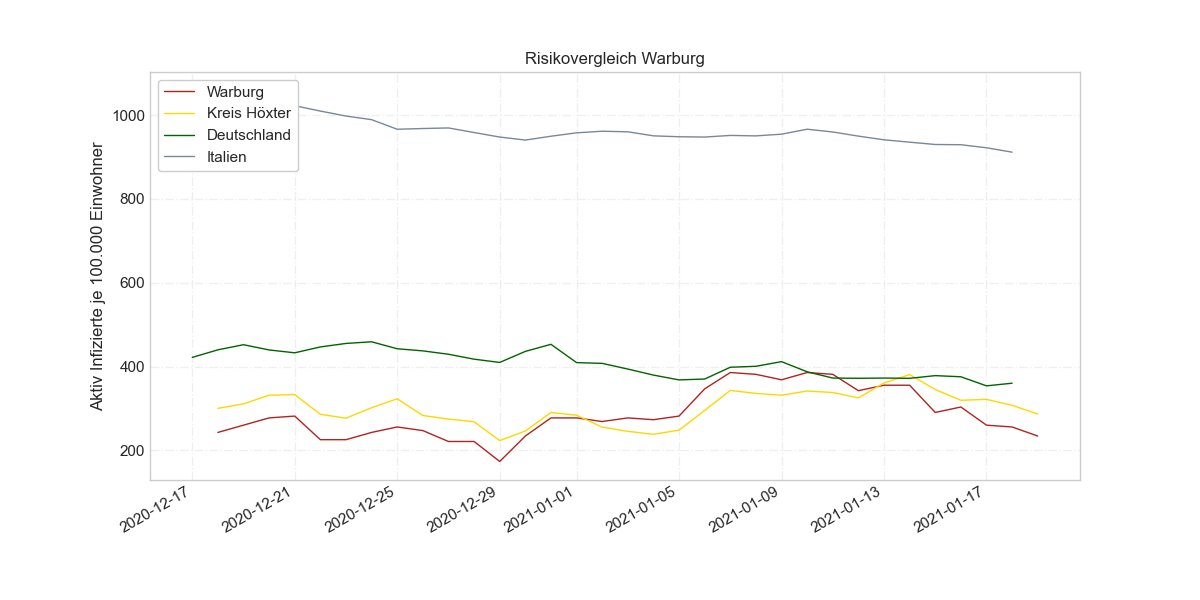 Risikovergleich Warburg
Warburg
Kreis Höxter
Deutschland
Italien
Aktiv Infizierte je 100.000 Einwohner
1000
800
600
400
200
2020-12-17
2020-12-21
2020-12-25
2020-12-29
2021-01-01
2021-01-05
2021-01-09
2021-01-13
2021-01-17